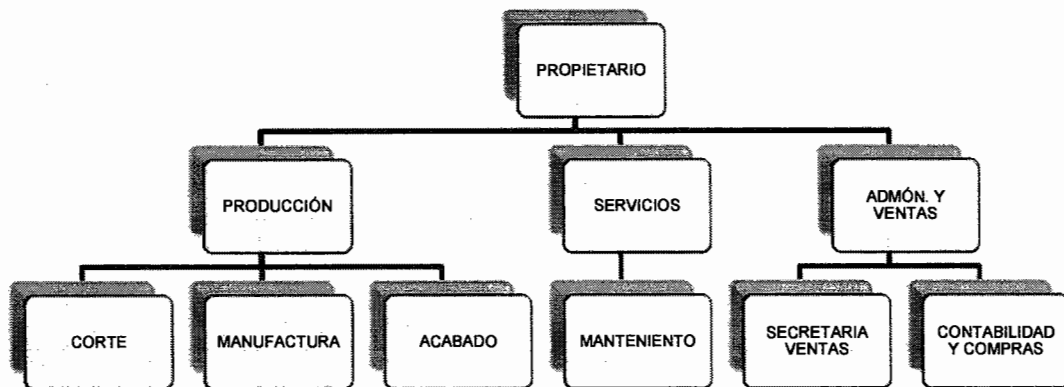 PROPIETARIO
PRODUCCIÓN
SERVICIOS
ADMÓN. Y
VENTAS
CORTE
MANUFACTURA
ACABADO
MANTENIENTO
SECRETARIA
VENTAS
CONTABILIDAD
Y COMPRAS